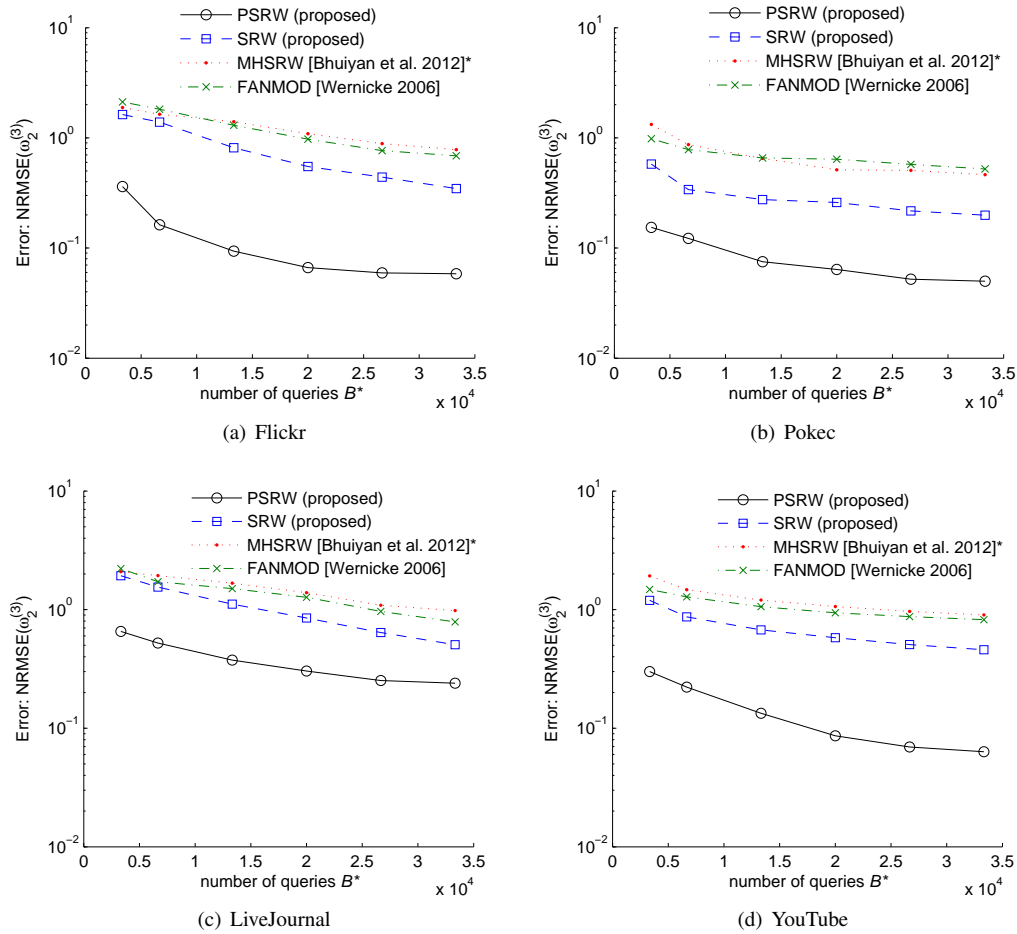 PSRW (proposed)
SRW (proposed)
MHSRW [Bhuiyan et al. 2012]*
FANMOD [Wernicke 2006]
10^1
10^0
10^-1
10^-2
Error: NRMSE(ω_2^(3))
0 0.5 1 1.5 2 2.5 3 3.5
x 10^4
number of queries B*
(a) Flickr
PSRW (proposed)
SRW (proposed)
MHSRW [Bhuiyan et al. 2012]*
FANMOD [Wernicke 2006]
10^1
10^0
10^-1
10^-2
Error: NRMSE(ω_2^(3))
0 0.5 1 1.5 2 2.5 3 3.5
x 10^4
number of queries B*
(b) Pokec
PSRW (proposed)
SRW (proposed)
MHSRW [Bhuiyan et al. 2012]*
FANMOD [Wernicke 2006]
10^1
10^0
10^-1
10^-2
Error: NRMSE(ω_2^(3))
0 0.5 1 1.5 2 2.5 3 3.5
x 10^4
number of queries B*
(c) LiveJournal
PSRW (proposed)
SRW (proposed)
MHSRW [Bhuiyan et al. 2012]*
FANMOD [Wernicke 2006]
10^1
10^0
10^-1
10^-2
Error: NRMSE(ω_2^(3))
0 0.5 1 1.5 2 2.5 3 3.5
x 10^4
number of queries B*
(d) YouTube